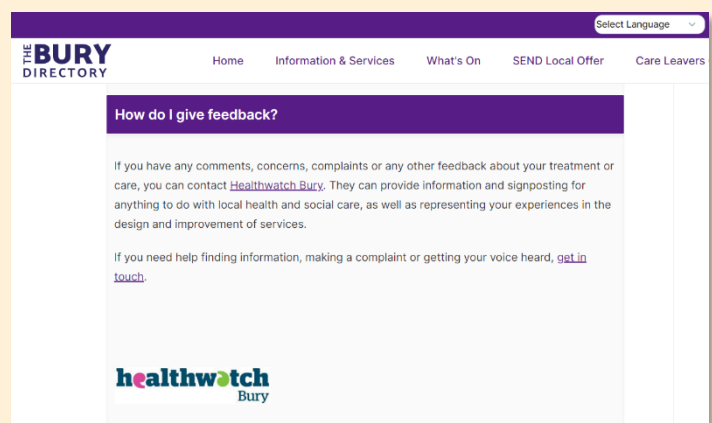 Select Language
THE BURY DIRECTORY
Home Information & Services What's On SEND Local Offer Care Leavers
How do I give feedback?
If you have any comments, concerns, complaints or any other feedback about your treatment or
care, you can contact Healthwatch Bury. They can provide information and signposting for
anything to do with local health and social care, as well as representing your experiences in the
design and improvement of services.
If you need help finding information, making a complaint or getting your voice heard, get in
touch.
healthwatch
Bury